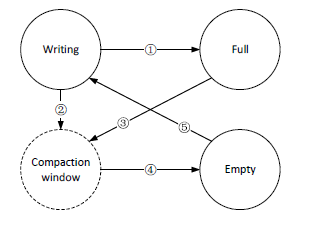 Writing
①
Full
②
③
⑤
Compaction
window
④
Empty